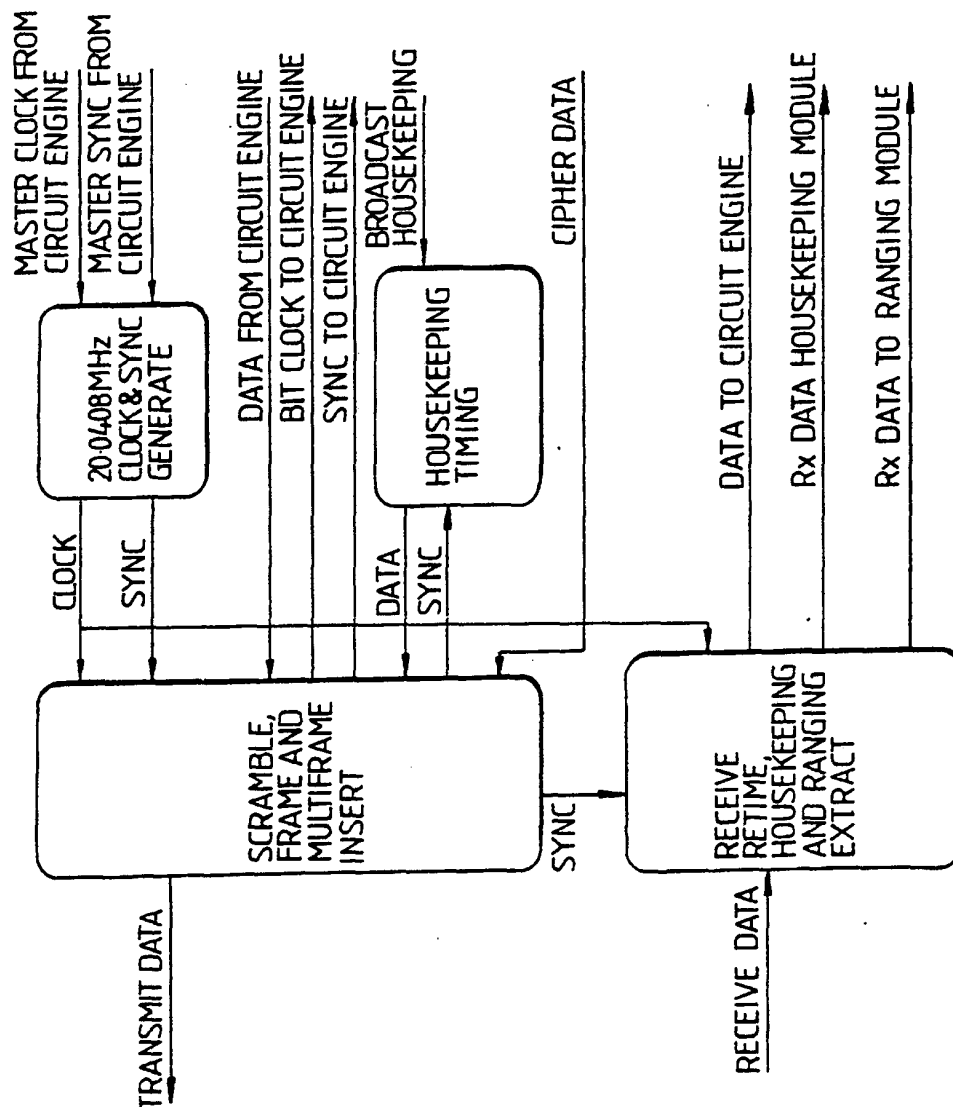 MASTER CLOCK FROM
CIRCUIT ENGINE
MASTER SYNC FROM
CIRCUIT ENGINE
20·0408MHz
CLOCK & SYNC
GENERATE
CLOCK
SYNC
DATA FROM CIRCUIT ENGINE
BIT CLOCK TO CIRCUIT ENGINE
SYNC TO CIRCUIT ENGINE
BROADCAST
HOUSEKEEPING
HOUSEKEEPING
TIMING
DATA
SYNC
CIPHER DATA
SCRAMBLE,
FRAME AND
MULTIFRAME
INSERT
TRANSMIT DATA
SYNC
RECEIVE
RETIME,
HOUSEKEEPING
AND RANGING
EXTRACT
RECEIVE DATA
DATA TO CIRCUIT ENGINE
Rx DATA HOUSEKEEPING MODULE
Rx DATA TO RANGING MODULE